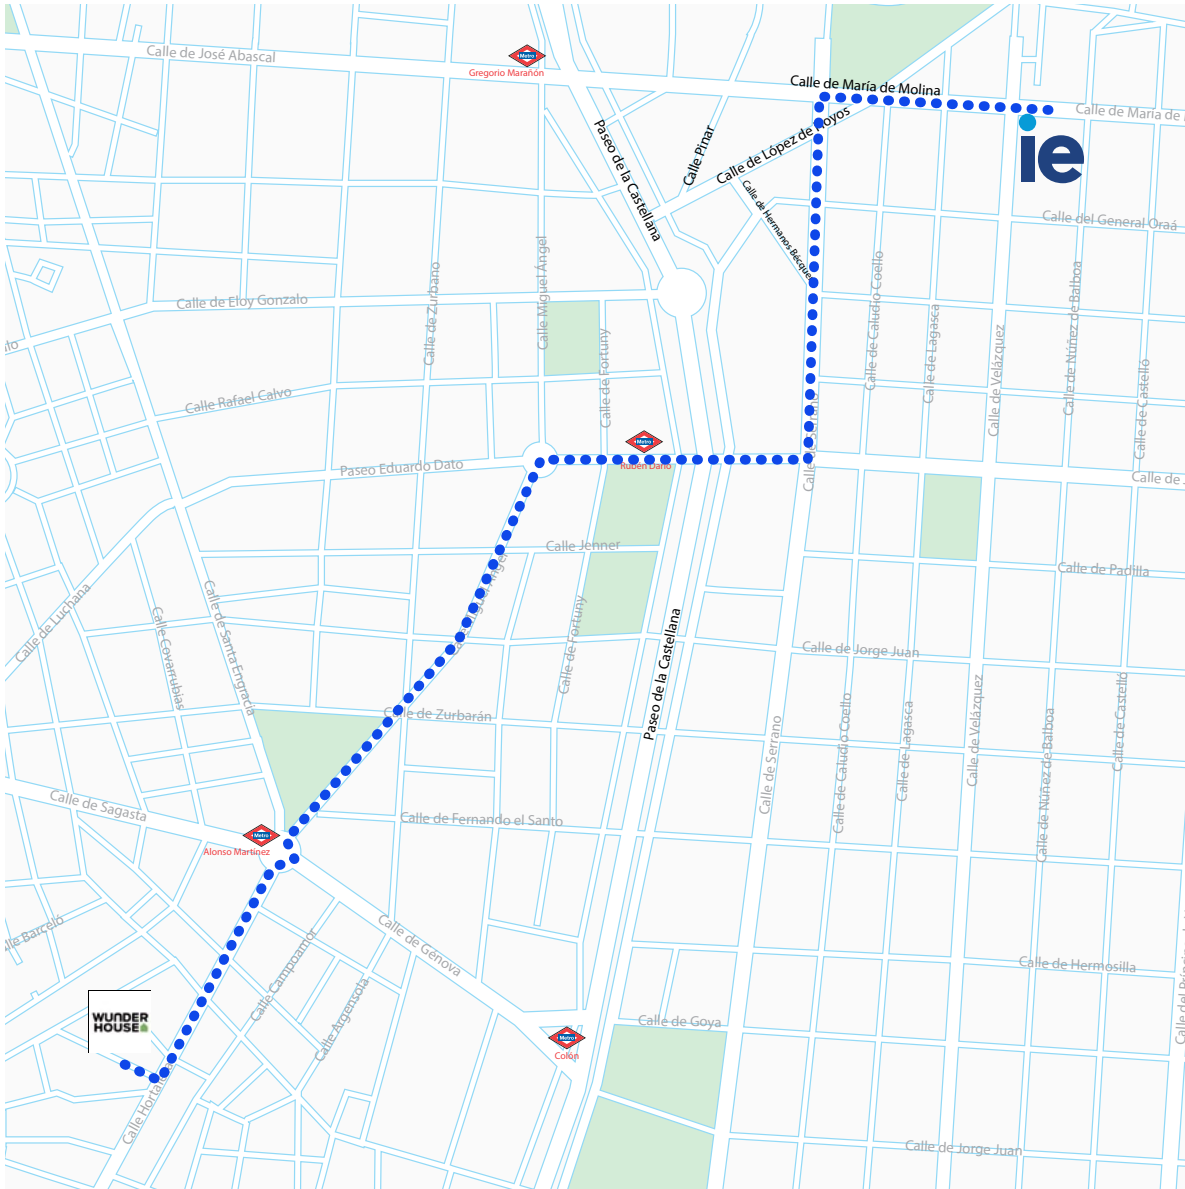 Calle de José Abascal
Metro
Gregorio Marañón
Calle de María de Molina
Calle de María de
Calle de López de Hoyos
Calle Pinar
Paseo de la Castellana
Calle de Hermanos Bécquer
ie
Calle del General Oraá
Calle Miguel Ángel
Calle de Zurbano
Calle de Eloy Gonzalo
Calle de Fortuny
Calle de Caludio Coello
Calle de Lagasca
Calle de Velázquez
Calle de Núñez de Balboa
Calle de Castelló
Calle Rafael Calvo
Calle de Serrano
Metro
Rubén Darío
Paseo Eduardo Dato
Calle de
Calle Jenner
Calle de Padilla
Calle de Luchana
Calle Covarrubias
Calle de Santa Engracia
Calle de Fortuny
Paseo de la Castellana
Calle de Jorge Juan
Calle de Zurbarán
Calle de Serrano
Calle de Caludio Coello
Calle de Lagasca
Calle de Velázquez
Calle de Núñez de Balboa
Calle de Castelló
Calle de Sagasta
Calle de Fernando el Santo
Metro
Alonso Martínez
Calle de Génova
Calle Campoamor
Calle Argensola
Calle de Hermosilla
WUNDER
HOUSE
Calle de Goya
Metro
Colón
Calle Hortaleza
Calle de Jorge Juan